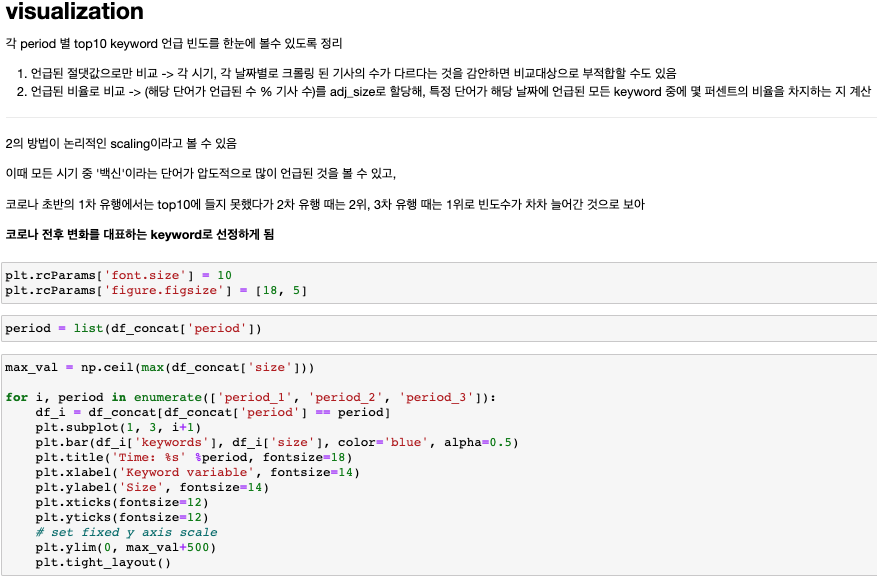 visualization
각 period 별 top10 keyword 언급 빈도를 한눈에 볼수 있도록 정리
1. 언급된 절댓값으로만 비교 -> 각 시기, 각 날짜별로 크롤링 된 기사의 수가 다르다는 것을 감안하면 비교대상으로 부적합할 수도 있음
2. 언급된 비율로 비교 -> (해당 단어가 언급된 수 % 기사 수)를 adj_size로 할당해, 특정 단어가 해당 날짜에 언급된 모든 keyword 중에 몇 퍼센트의 비율을 차지하는 지 계산
2의 방법이 논리적인 scaling이라고 볼 수 있음
이때 모든 시기 중 '백신'이라는 단어가 압도적으로 많이 언급된 것을 볼 수 있고,
코로나 초반의 1차 유행에서는 top10에 들지 못했다가 2차 유행 때는 2위, 3차 유행 때는 1위로 빈도수가 차차 늘어간 것으로 보아
코로나 전후 변화를 대표하는 keyword로 선정하게 됨
plt.rcParams['font.size'] = 10
plt.rcParams['figure.figsize'] = [18, 5]
period = list(df_concat['period'])
max_val = np.ceil(max(df_concat['size']))
for i, period in enumerate(['period_1', 'period_2', 'period_3']):
    df_i = df_concat[df_concat['period'] == period]
    plt.subplot(1, 3, i+1)
    plt.bar(df_i['keywords'], df_i['size'], color='blue', alpha=0.5)
    plt.title('Time: %s' %period, fontsize=18)
    plt.xlabel('Keyword variable', fontsize=14)
    plt.ylabel('Size', fontsize=14)
    plt.xticks(fontsize=12)
    plt.yticks(fontsize=12)
    # set fixed y axis scale
    plt.ylim(0, max_val+500)
    plt.tight_layout()